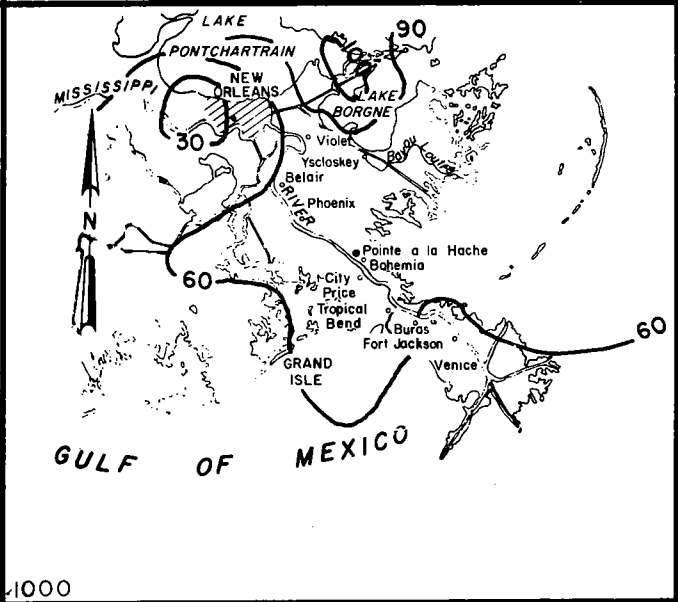 LAKE
PONTCHARTRAIN
90
MISSISSIPPI
NEW
ORLEANS
LAKE
BORGNE
30
Violet
Yscloskey
Bayou Loutre
Belair
RIVER
Phoenix
N
Pointe a la Hache
Bohemia
60
City
Price
Tropical
Bend
Buras
Fort Jackson
60
GRAND
ISLE
Venice
GULF OF MEXICO
1000